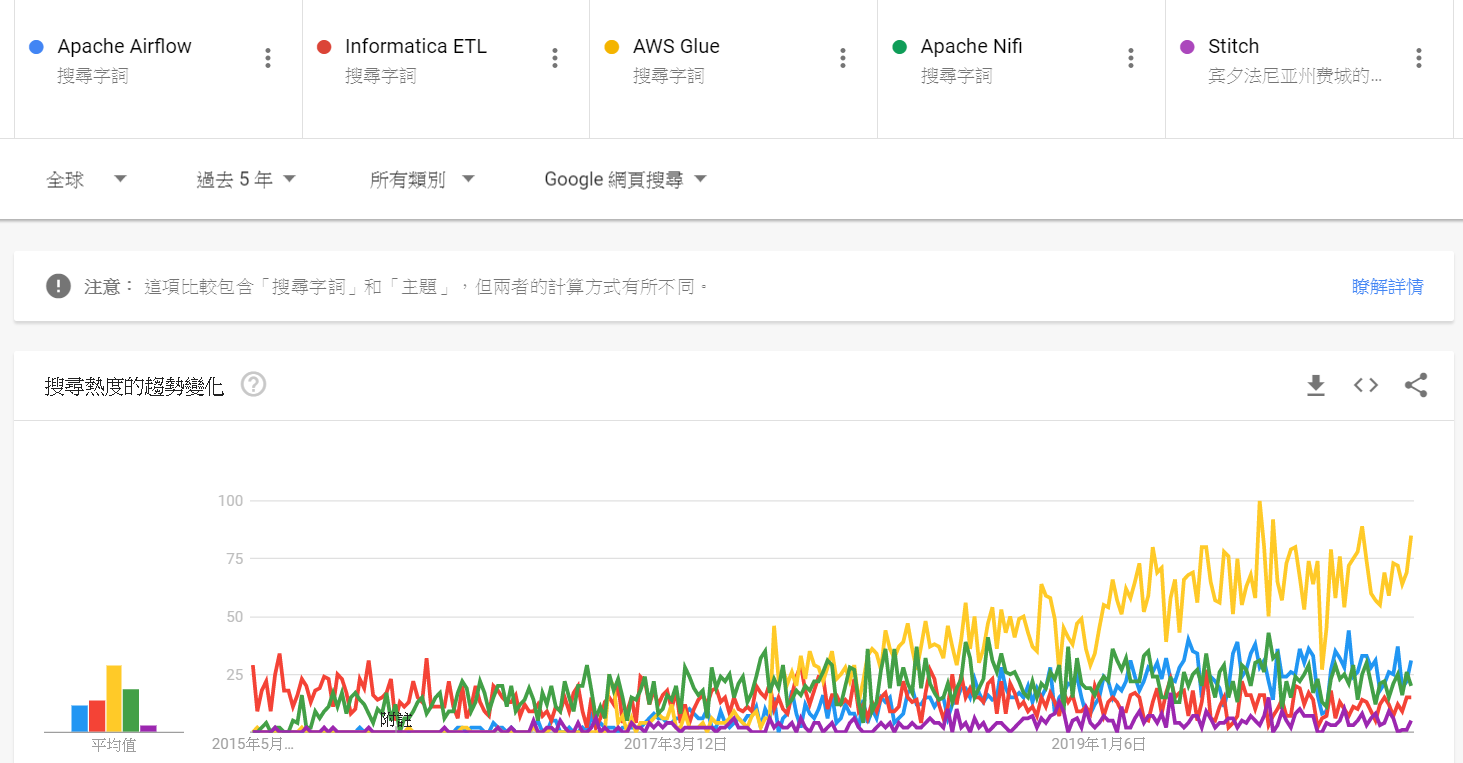 Apache Airflow
搜尋字詞
Informatica ETL
搜尋字詞
AWS Glue
搜尋字詞
Apache Nifi
搜尋字詞
Stitch
宾夕法尼亚州费城的...
全球
過去 5 年
所有類別
Google 網頁搜尋
注意： 這項比較包含「搜尋字詞」和「主題」，但兩者的計算方式有所不同。
瞭解詳情
搜尋熱度的趨勢變化
100
75
50
25
附註
平均值
2015年5月...
2017年3月12日
2019年1月6日